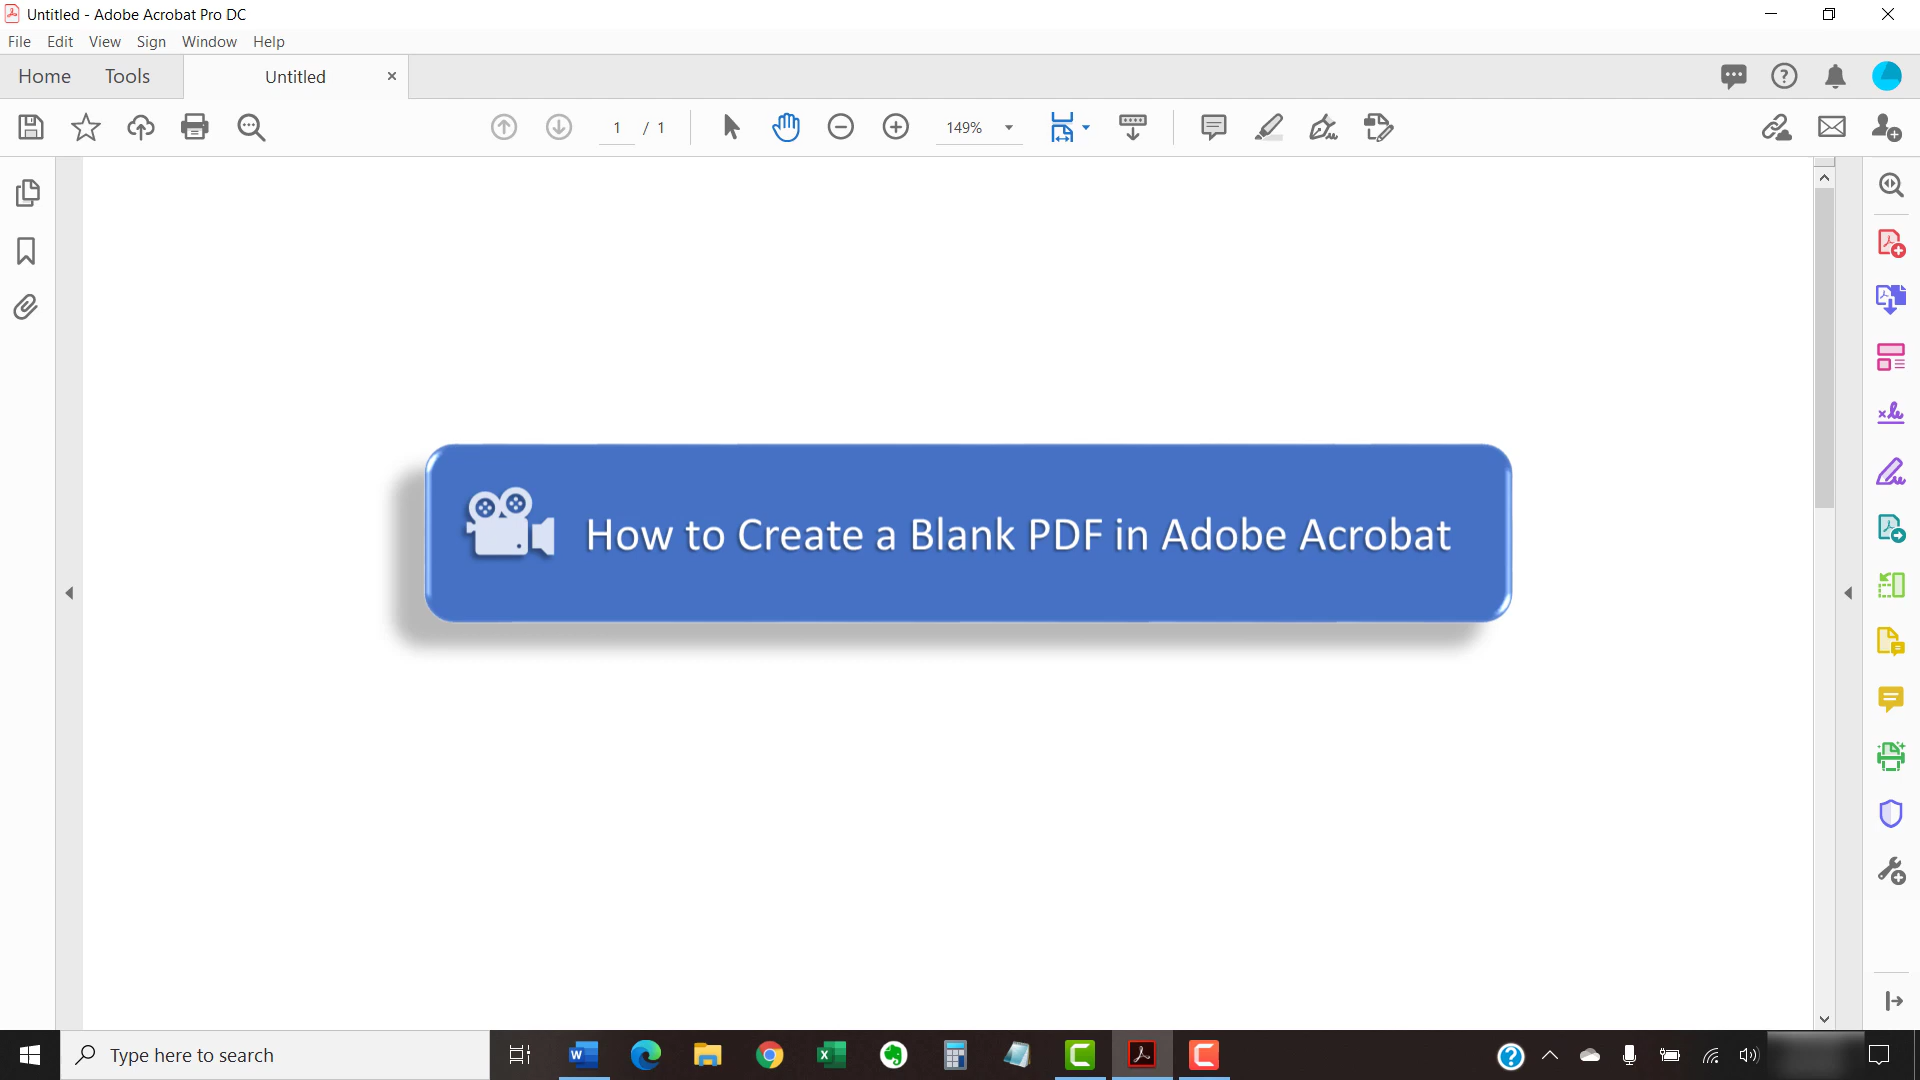 Untitled - Adobe Acrobat Pro DC
File Edit View Sign Window Help
Home Tools Untitled
1 / 1 149%
How to Create a Blank PDF in Adobe Acrobat
Type here to search